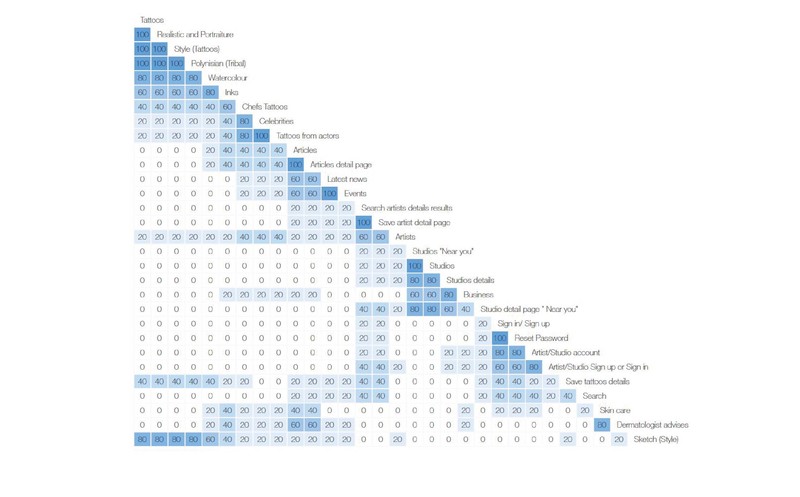 Tattoos
100 Realistic and Portraiture
100 100 Style (Tattoos)
100 100 100 Polynisian (Tribal)
80 80 80 80 Watercolour
60 60 60 60 80 Inks
40 40 40 40 40 60 Chefs Tattoos
20 20 20 20 20 40 80 Celebrities
20 20 20 20 20 40 80 100 Tattoos from actors
0 0 0 0 20 40 40 40 40 Articles
0 0 0 0 20 40 40 40 40 100 Articles detail page
0 0 0 0 0 0 20 20 20 60 60 Latest news
0 0 0 0 0 0 20 20 20 60 60 100 Events
0 0 0 0 0 0 0 0 0 20 20 20 20 Search artists details results
0 0 0 0 0 0 0 0 0 20 20 20 20 100 Save artist detail page
20 20 20 20 20 20 40 40 40 20 20 20 20 60 60 Artists
0 0 0 0 0 0 0 0 0 0 0 0 0 20 20 20 Studios "Near you"
0 0 0 0 0 0 0 0 0 0 0 0 0 20 20 20 100 Studios
0 0 0 0 0 0 0 0 0 0 0 0 0 20 20 20 80 80 Studios details
0 0 0 0 0 20 20 20 20 20 20 0 0 0 0 0 60 60 80 Business
0 0 0 0 0 0 0 0 0 0 0 0 0 40 40 20 80 80 60 40 Studio detail page " Near you"
0 0 0 0 0 0 0 0 0 0 0 0 0 20 20 0 0 0 0 0 20 Sign in/ Sign up
0 0 0 0 0 0 0 0 0 0 0 0 0 20 20 0 0 0 0 0 20 100 Reset Password
0 0 0 0 0 0 0 0 0 0 0 0 0 20 20 0 0 0 20 20 20 80 80 Artist/Studio account
0 0 0 0 0 0 0 0 0 0 0 0 0 40 40 20 0 0 20 20 20 60 60 80 Artist/Studio Sign up or Sign in
40 40 40 40 40 20 20 0 0 20 20 20 20 40 40 0 0 0 0 0 20 40 40 20 20 Save tattoos details
0 0 0 0 0 0 0 0 0 20 20 20 20 40 40 0 0 0 0 0 20 40 40 40 20 40 Search
0 0 0 0 20 40 20 20 20 40 40 0 0 0 0 0 0 0 0 20 0 20 20 20 0 0 20 Skin care
0 0 0 0 20 40 20 20 20 60 60 20 20 0 0 0 0 0 0 20 0 0 0 0 0 0 0 80 Dermatologist advises
80 80 80 80 60 40 20 20 20 20 20 20 20 0 0 20 0 0 0 0 0 0 0 0 0 20 0 0 20 Sketch (Style)